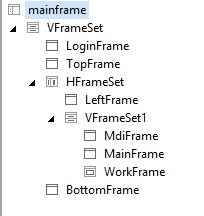 mainframe
VFrameSet
LoginFrame
TopFrame
HFrameSet
LeftFrame
VFrameSet1
MdiFrame
MainFrame
WorkFrame
BottomFrame